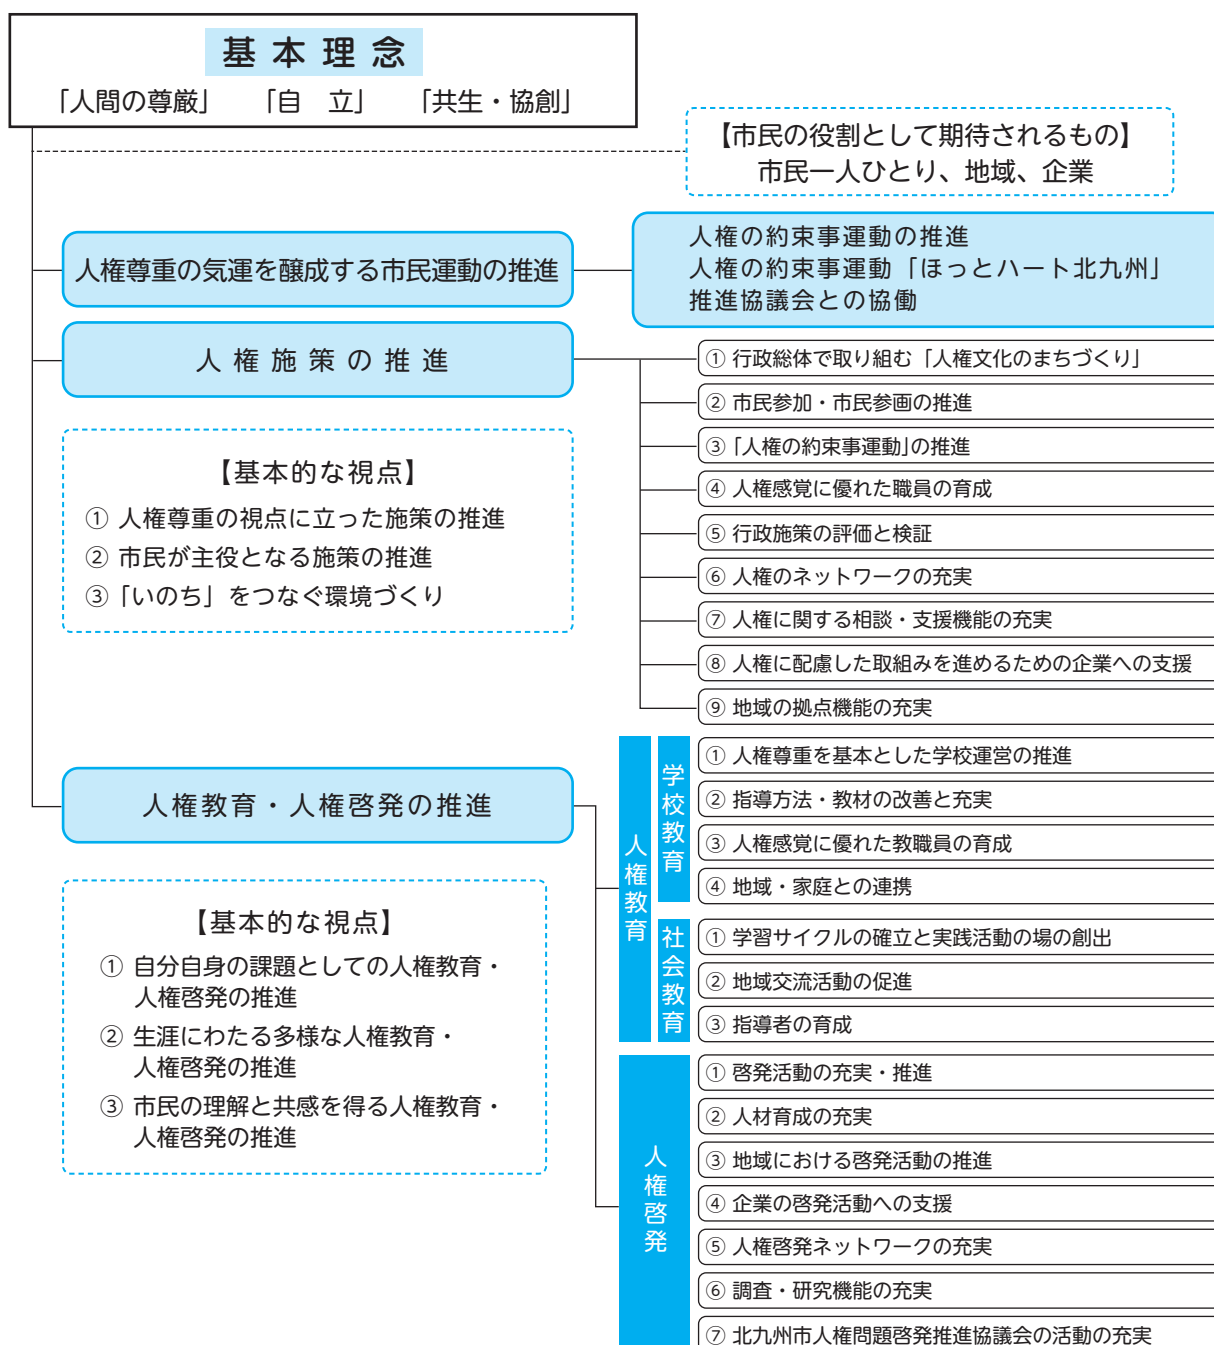 基本理念
「人間の尊厳」 「自 立」 「共生・協創」
【市民の役割として期待されるもの】
市民一人ひとり、地域、企業
人権尊重の気運を醸成する市民運動の推進
人権の約束事運動の推進
人権の約束事運動「ほっとハート北九州」
推進協議会との協働
人権施策の推進
① 行政総体で取り組む「人権文化のまちづくり」
② 市民参加・市民参画の推進
③「人権の約束事運動」の推進
④ 人権感覚に優れた職員の育成
⑤ 行政施策の評価と検証
⑥ 人権のネットワークの充実
⑦ 人権に関する相談・支援機能の充実
⑧ 人権に配慮した取組みを進めるための企業への支援
⑨ 地域の拠点機能の充実
【基本的な視点】
① 人権尊重の視点に立った施策の推進
② 市民が主役となる施策の推進
③「いのち」をつなぐ環境づくり
人権教育・人権啓発の推進
人権教育
学校教育
① 人権尊重を基本とした学校運営の推進
② 指導方法・教材の改善と充実
③ 人権感覚に優れた教職員の育成
④ 地域・家庭との連携
社会教育
① 学習サイクルの確立と実践活動の場の創出
② 地域交流活動の促進
③ 指導者の育成
人権啓発
① 啓発活動の充実・推進
② 人材育成の充実
③ 地域における啓発活動の推進
④ 企業の啓発活動への支援
⑤ 人権啓発ネットワークの充実
⑥ 調査・研究機能の充実
⑦ 北九州市人権問題啓発推進協議会の活動の充実
【基本的な視点】
① 自分自身の課題としての人権教育・
人権啓発の推進
② 生涯にわたる多様な人権教育・
人権啓発の推進
③ 市民の理解と共感を得る人権教育・
人権啓発の推進